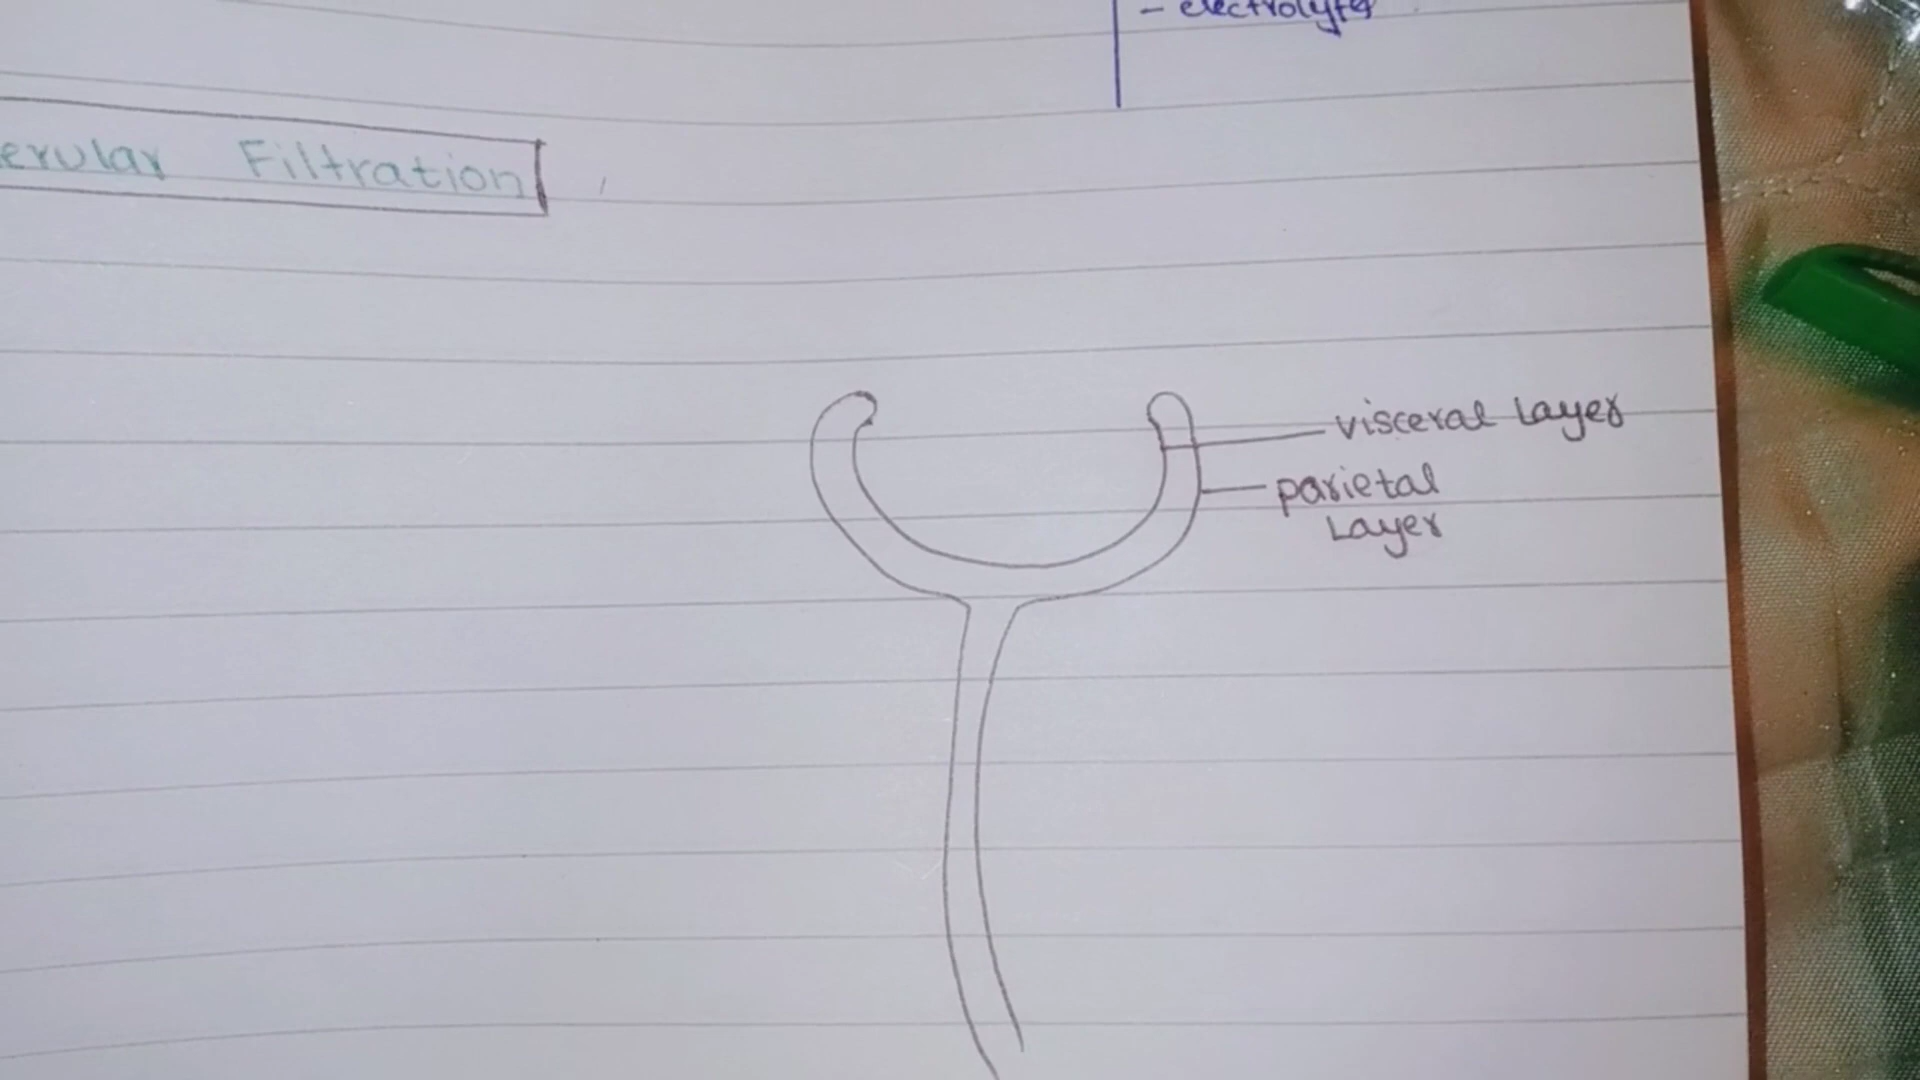 - electrolytes
erular Filtration
visceral Layer
parietal
Layer